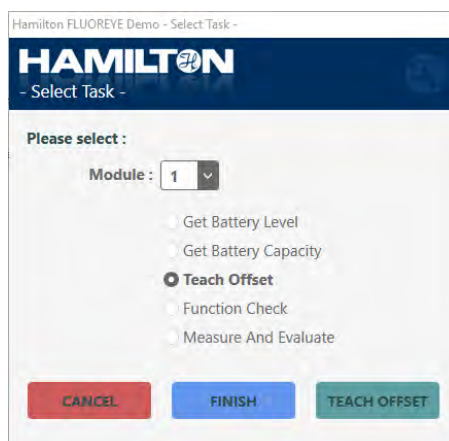 Hamilton FLUOREYE Demo - Select Task -
HAMILTON
- Select Task -
Please select :
Module : 1
Get Battery Level
Get Battery Capacity
Teach Offset
Function Check
Measure And Evaluate
CANCEL FINISH TEACH OFFSET